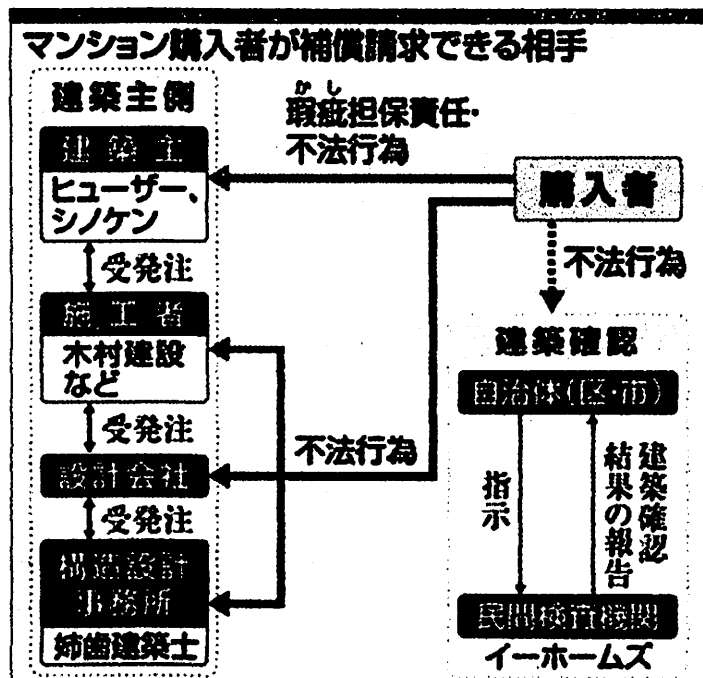 マンション購入者が補償請求できる相手
建築主側
建築主
ヒューザー、
シノケン
受発注
施工者
木村建設
など
受発注
設計会社
受発注
構造設計
事務所
姉歯建築士
かし
瑕疵担保責任・
不法行為
不法行為
購入者
不法行為
建築確認
自治体(区・市)
指示
建築確認
結果の報告
民間検査機関
イーホームズ